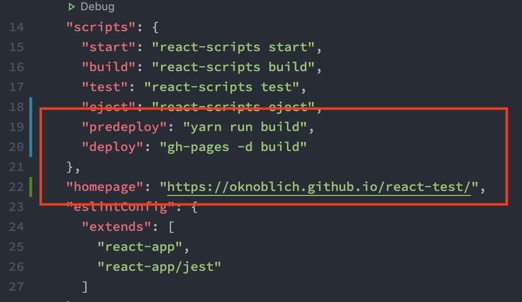 Debug
14 "scripts": {
15 "start": "react-scripts start",
16 "build": "react-scripts build",
17 "test": "react-scripts test",
18 "eject": "react-scripts eject",
19 "predeploy": "yarn run build",
20 "deploy": "gh-pages -d build"
21 },
22 "homepage": "https://oknoblich.github.io/react-test/",
23 "eslintConfig": {
24 "extends": [
25 "react-app",
26 "react-app/jest"
27 ]